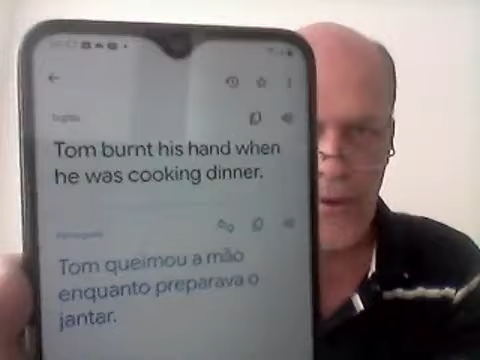 Tom burnt his hand when
he was cooking dinner.
Tom queimou a mão
enquanto preparava o
jantar.